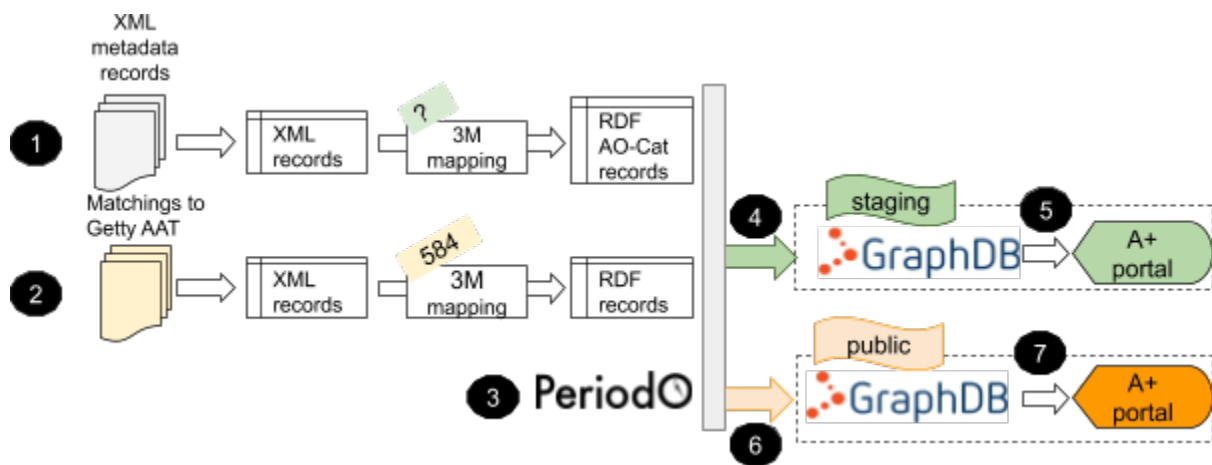 XML
metadata
records
1
XML
records
?
3M
mapping
RDF
AO-Cat
records
Matchings to
Getty AAT
2
XML
records
584
3M
mapping
RDF
records
3
PeriodO
4
staging
GraphDB
5
A+
portal
6
public
GraphDB
7
A+
portal